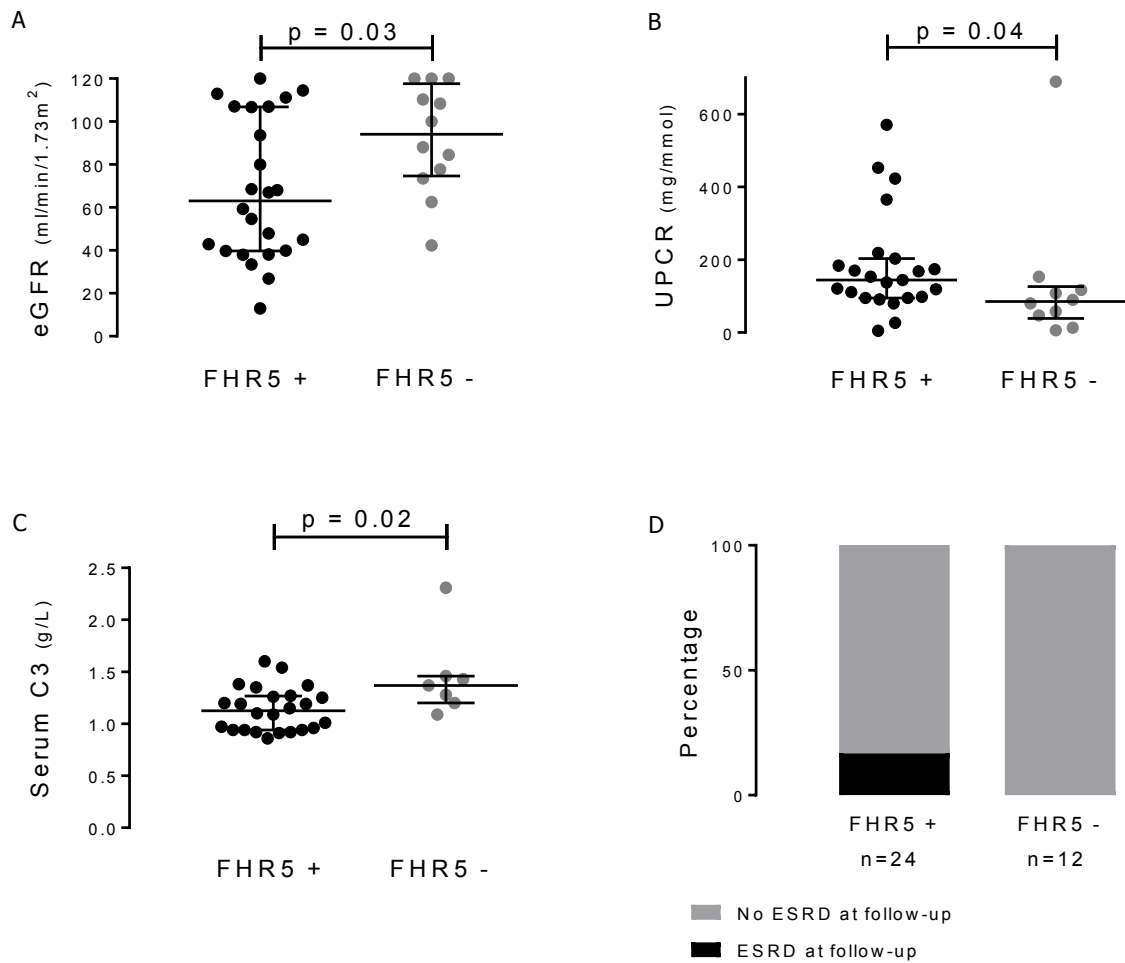 A
p = 0.03
eGFR (ml/min/1.73m²)
120
100
80
60
40
20
0
FHR5 +
FHR5 -
B
p = 0.04
UPCR (mg/mmol)
600
400
200
0
FHR5 +
FHR5 -
C
p = 0.02
Serum C3 (g/L)
2.5
2.0
1.5
1.0
0.5
0.0
FHR5 +
FHR5 -
D
Percentage
100
50
0
FHR5 +
n=24
FHR5 -
n=12
No ESRD at follow-up
ESRD at follow-up